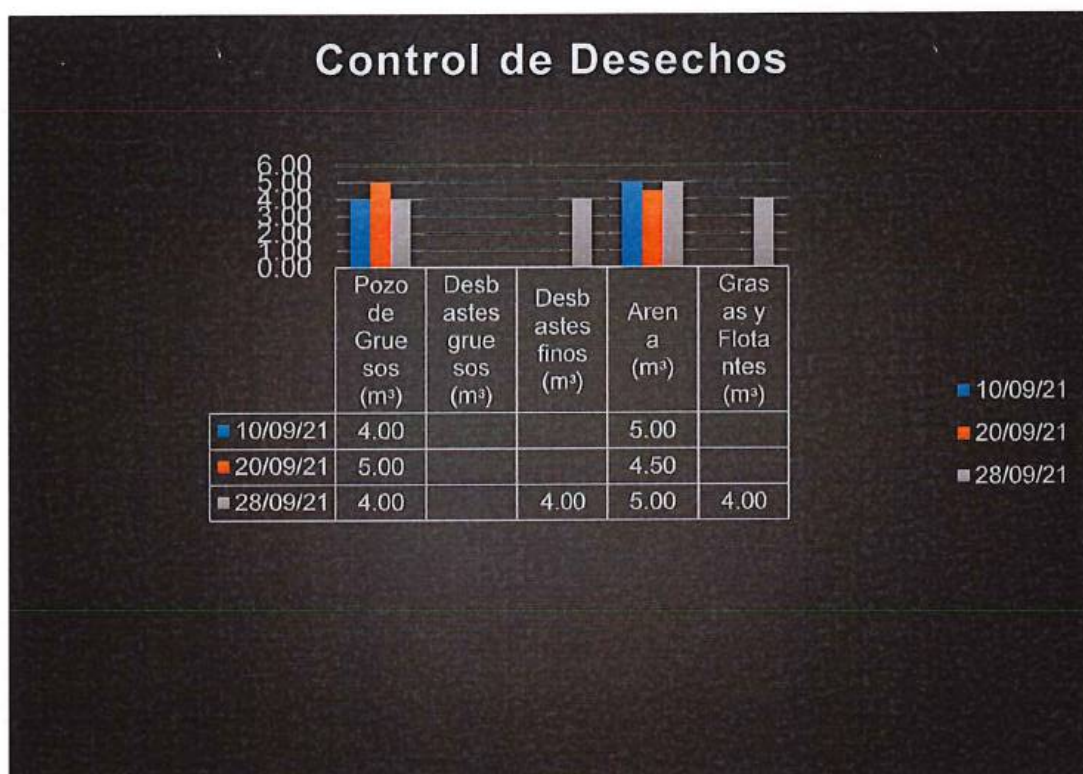 Control de Desechos
6.00
5.00
4.00
3.00
2.00
1.00
0.00
Pozo
de
Grue
sos
(m³)
Desb
astes
grue
sos
(m³)
Desb
astes
finos
(m³)
Aren
a
(m³)
Gras
as y
Flota
ntes
(m³)
10/09/21 4.00 5.00
20/09/21 5.00 4.50
28/09/21 4.00 4.00 5.00 4.00
10/09/21
20/09/21
28/09/21